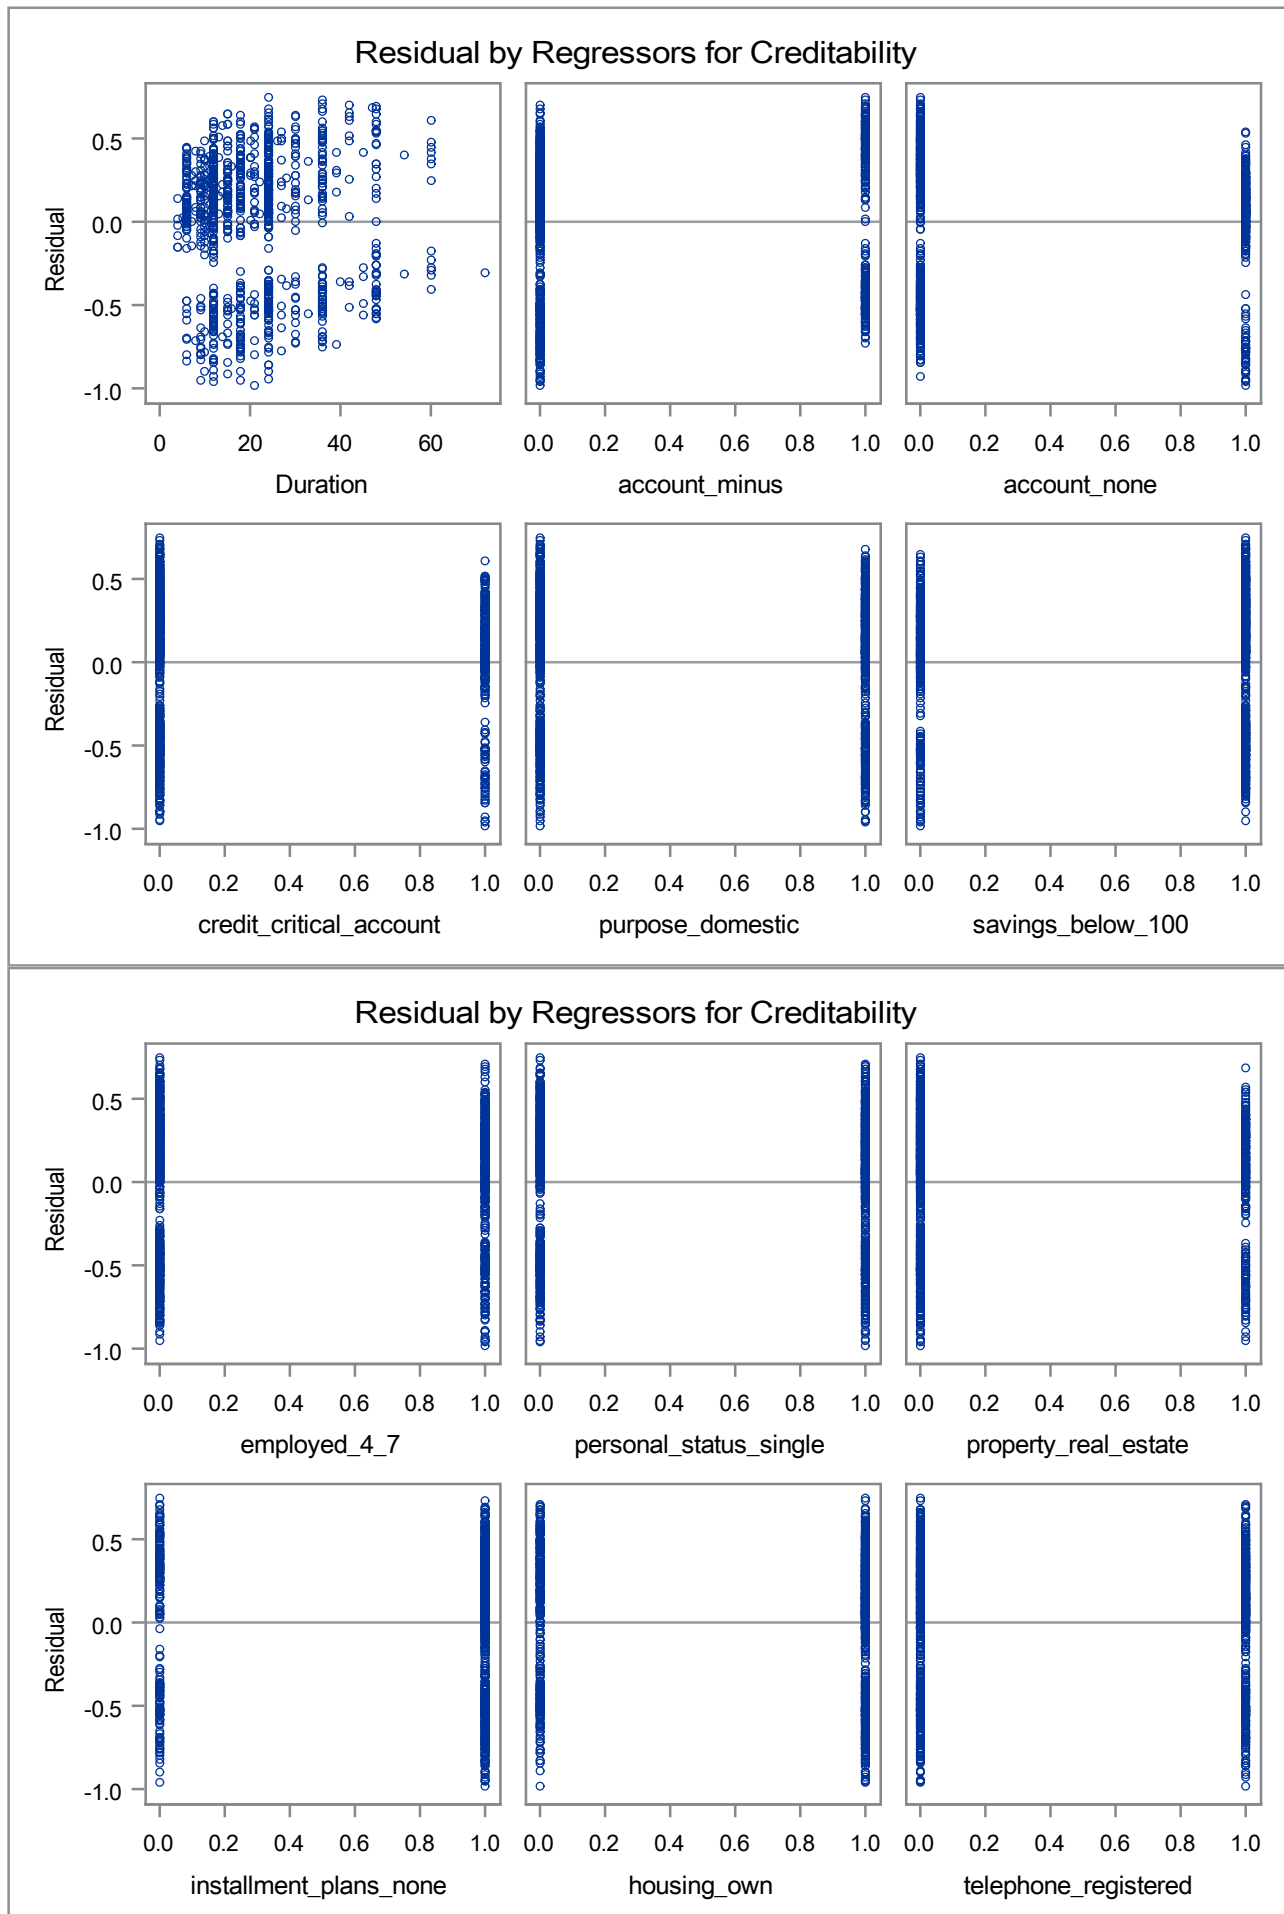 Residual by Regressors for Creditability
Residual
0.5
0.0
-0.5
-1.0
0 20 40 60
Duration
0.0 0.2 0.4 0.6 0.8 1.0
account_minus
0.0 0.2 0.4 0.6 0.8 1.0
account_none
Residual
0.5
0.0
-0.5
-1.0
0.0 0.2 0.4 0.6 0.8 1.0
credit_critical_account
0.0 0.2 0.4 0.6 0.8 1.0
purpose_domestic
0.0 0.2 0.4 0.6 0.8 1.0
savings_below_100
Residual by Regressors for Creditability
Residual
0.5
0.0
-0.5
-1.0
0.0 0.2 0.4 0.6 0.8 1.0
employed_4_7
0.0 0.2 0.4 0.6 0.8 1.0
personal_status_single
0.0 0.2 0.4 0.6 0.8 1.0
property_real_estate
Residual
0.5
0.0
-0.5
-1.0
0.0 0.2 0.4 0.6 0.8 1.0
installment_plans_none
0.0 0.2 0.4 0.6 0.8 1.0
housing_own
0.0 0.2 0.4 0.6 0.8 1.0
telephone_registered